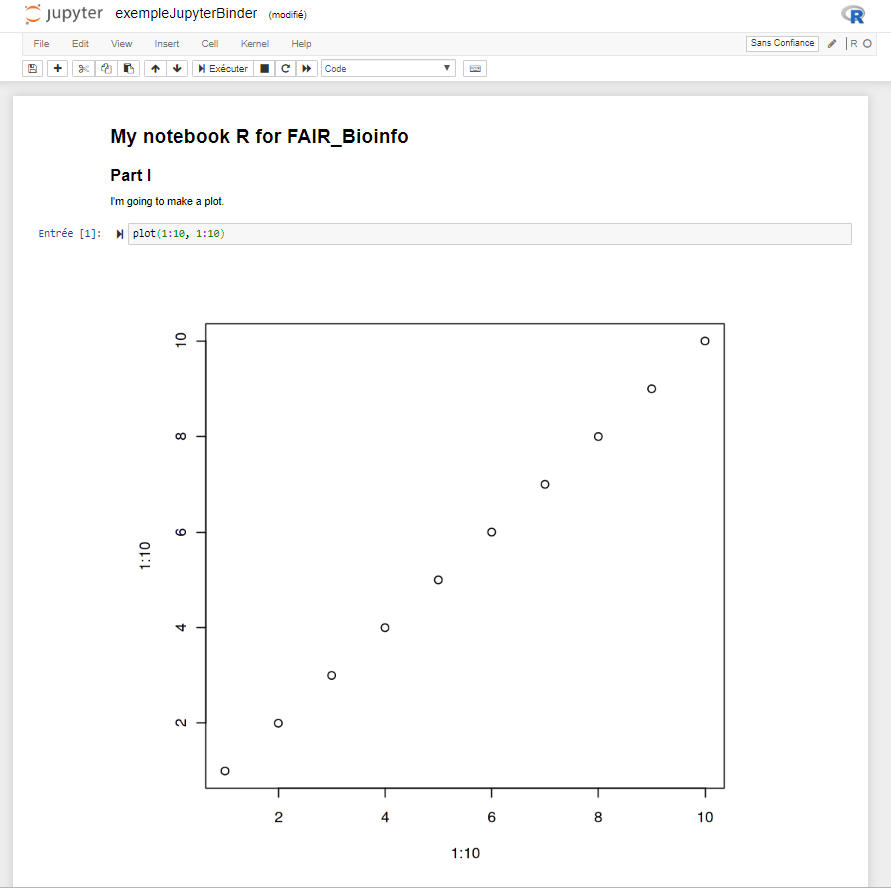 jupyter exempleJupyterBinder (modifié) R
File Edit View Insert Cell Kernel Help Sans Confiance R
Exécuter Code
My notebook R for FAIR_Bioinfo
Part I
I'm going to make a plot.
Entrée [1]: plot(1:10, 1:10)
10
8
6
1:10
4
2
2 4 6 8 10
1:10